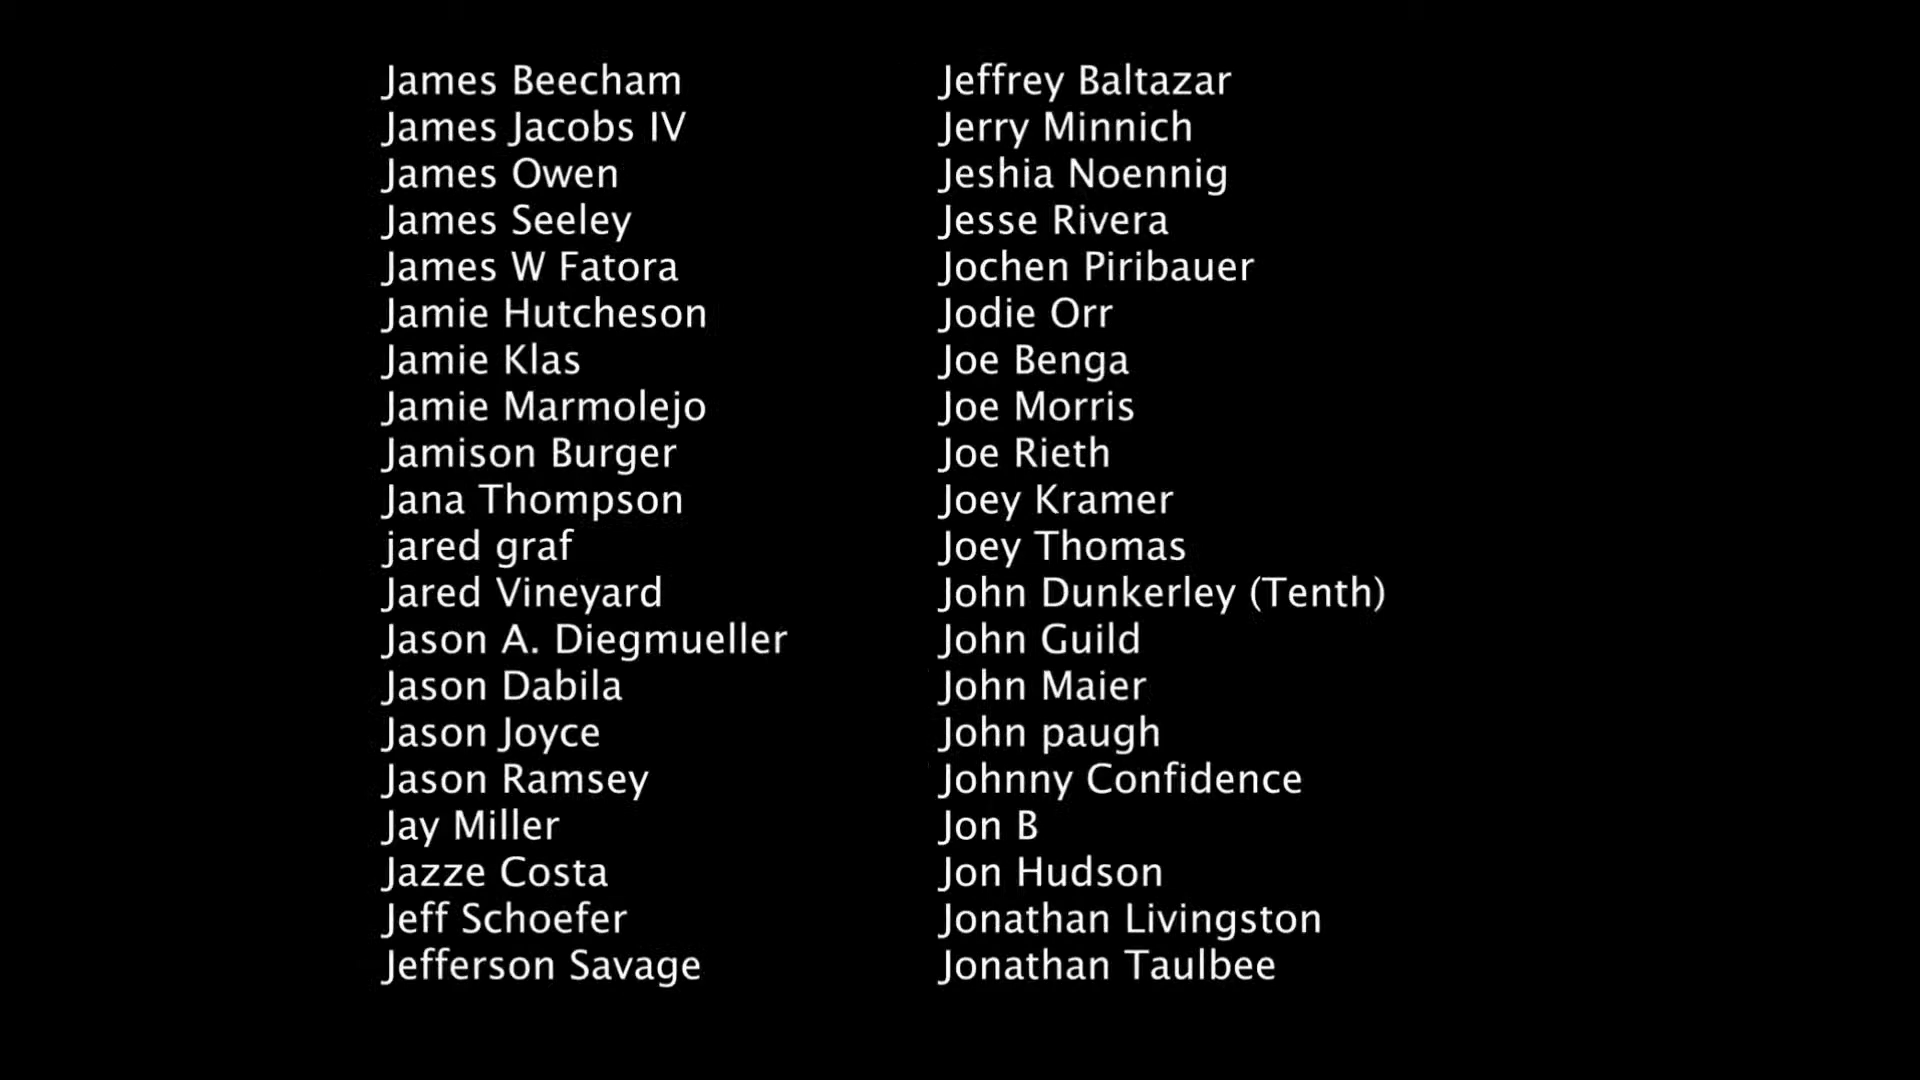 James Beecham
James Jacobs IV
James Owen
James Seeley
James W Fatora
Jamie Hutcheson
Jamie Klas
Jamie Marmolejo
Jamison Burger
Jana Thompson
jared graf
Jared Vineyard
Jason A. Diegmueller
Jason Dabila
Jason Joyce
Jason Ramsey
Jay Miller
Jazze Costa
Jeff Schoefer
Jefferson Savage
Jeffrey Baltazar
Jerry Minnich
Jeshia Noennig
Jesse Rivera
Jochen Piribauer
Jodie Orr
Joe Benga
Joe Morris
Joe Rieth
Joey Kramer
Joey Thomas
John Dunkerley (Tenth)
John Guild
John Maier
John paugh
Johnny Confidence
Jon B
Jon Hudson
Jonathan Livingston
Jonathan Taulbee